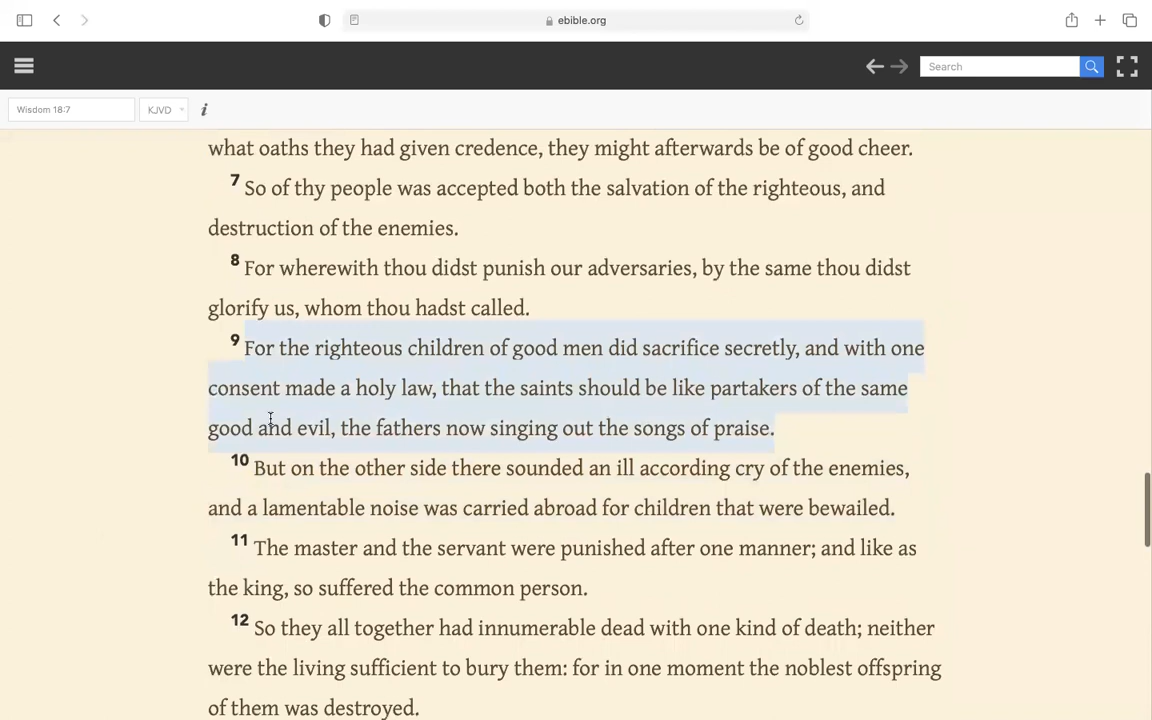 ebible.org
Search
Wisdom 18:7
KJVD
i
what oaths they had given credence, they might afterwards be of good cheer.
7 So of thy people was accepted both the salvation of the righteous, and
destruction of the enemies.
8 For wherewith thou didst punish our adversaries, by the same thou didst
glorify us, whom thou hadst called.
9 For the righteous children of good men did sacrifice secretly, and with one
consent made a holy law, that the saints should be like partakers of the same
good and evil, the fathers now singing out the songs of praise.
10 But on the other side there sounded an ill according cry of the enemies,
and a lamentable noise was carried abroad for children that were bewailed.
11 The master and the servant were punished after one manner; and like as
the king, so suffered the common person.
12 So they all together had innumerable dead with one kind of death; neither
were the living sufficient to bury them: for in one moment the noblest offspring
of them was destroyed.